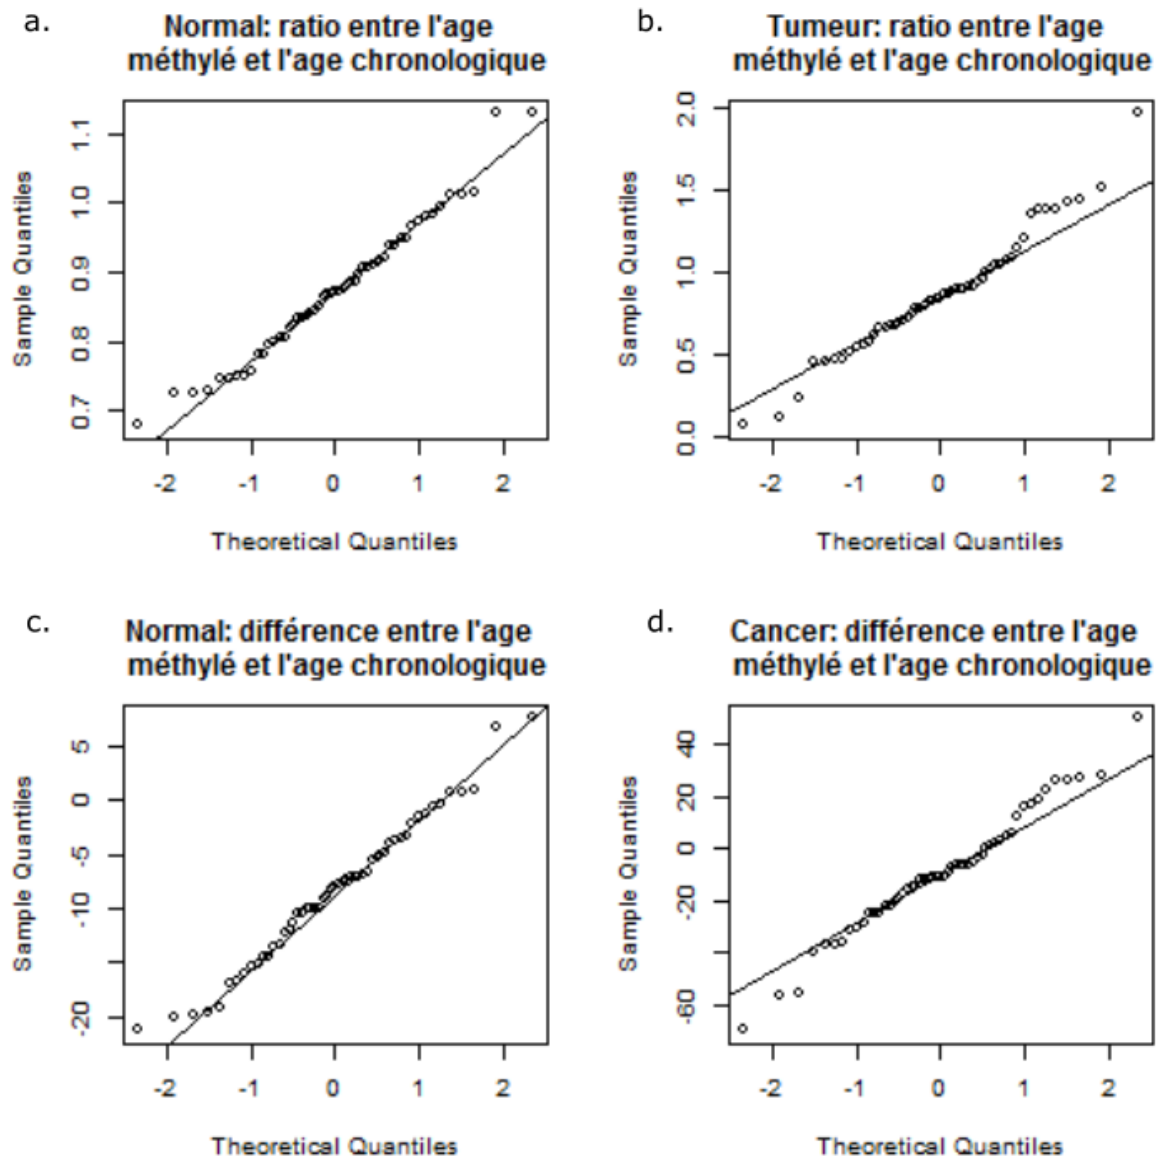 a.
Normal: ratio entre l'age
méthylé et l'age chronologique
Sample Quantiles
1.1
1.0
0.9
0.8
0.7
-2 -1 0 1 2
Theoretical Quantiles
b.
Tumeur: ratio entre l'age
méthylé et l'age chronologique
Sample Quantiles
2.0
1.5
1.0
0.5
0.0
-2 -1 0 1 2
Theoretical Quantiles
c.
Normal: différence entre l'age
méthylé et l'age chronologique
Sample Quantiles
5
0
-5
-10
-20
-2 -1 0 1 2
Theoretical Quantiles
d.
Cancer: différence entre l'age
méthylé et l'age chronologique
Sample Quantiles
40
20
0
-20
-60
-2 -1 0 1 2
Theoretical Quantiles